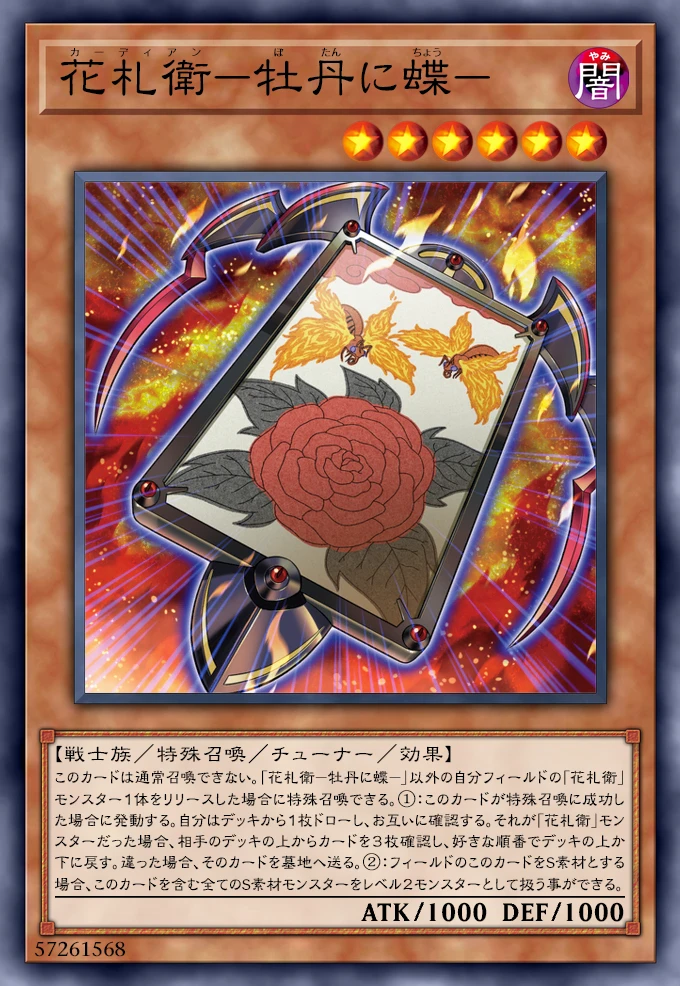 カーディアン ぼたん ちょう
花札衛－牡丹に蝶－
やみ
闇
【戦士族／特殊召喚／チューナー／効果】
このカードは通常召喚できない。「花札衛－牡丹に蝶－」以外の自分フィールドの「花札衛」
モンスター１体をリリースした場合に特殊召喚できる。①：このカードが特殊召喚に成功し
た場合に発動する。自分はデッキから１枚ドローし、お互いに確認する。それが「花札衛」モン
スターだった場合、相手のデッキの上からカードを３枚確認し、好きな順番でデッキの上か
下に戻す。違った場合、そのカードを墓地へ送る。②：フィールドのこのカードをS素材とする
場合、このカードを含む全てのS素材モンスターをレベル２モンスターとして扱う事ができる。
ATK/1000 DEF/1000
57261568